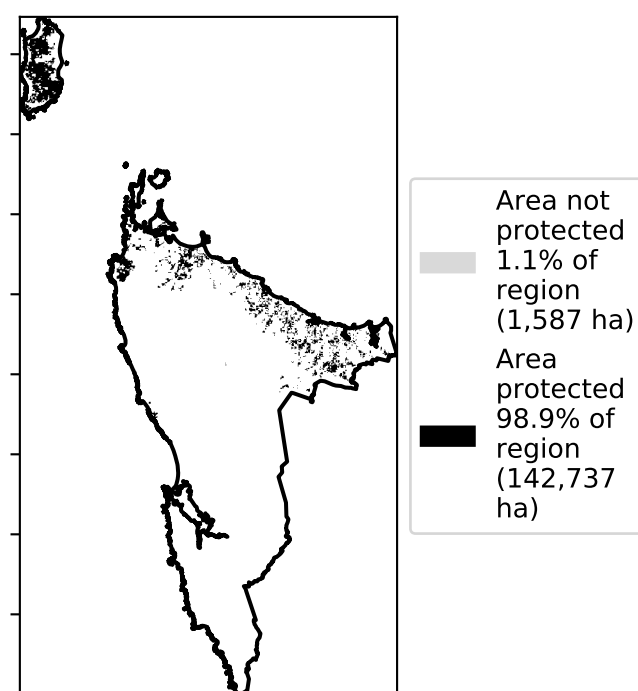 Area not
protected
1.1% of
region
(1,587 ha)
Area
protected
98.9% of
region
(142,737
ha)